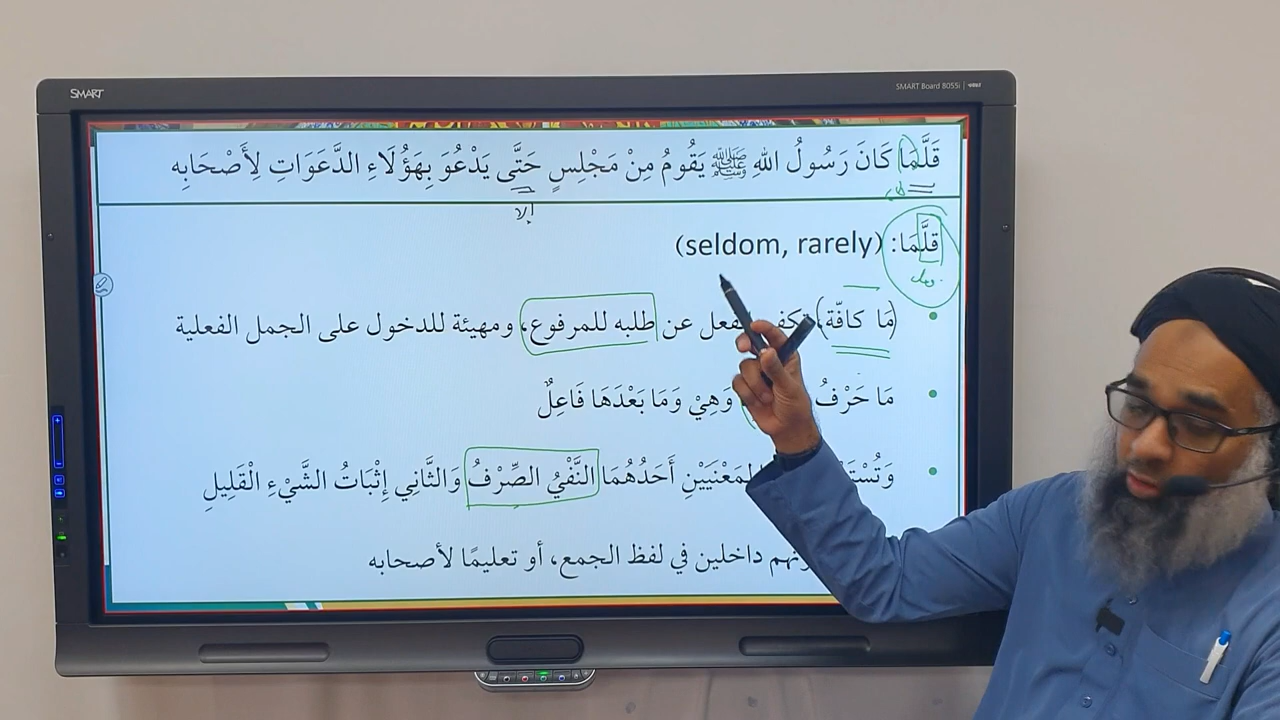 SMART
SMART Board 8055i
قَلَّمَا كَانَ رَسُولُ اللهِ ﷺ يَقُومُ مِنْ مَجْلِسٍ حَتَّى يَدْعُوَ بِهَؤُلَاءِ الدَّعَوَاتِ لِأَصْحَابِه
إلا
قلَّمَا: (seldom, rarely)
(مَا كافّة) عن طلبه للمرفوع، ومهيئة للدخول على الجمل الفعلية
مَا حَرْفُ وَهِيْ وَمَا بَعْدَهَا فَاعِلٌ
أَحَدُهُمَا النَّفْيُ الصِّرْفُ وَالثَّانِي إِثْبَاتُ الشَّيْءِ الْقَلِيلِ
داخلين في لفظ الجمع، أو تعليمًا لأصحابه